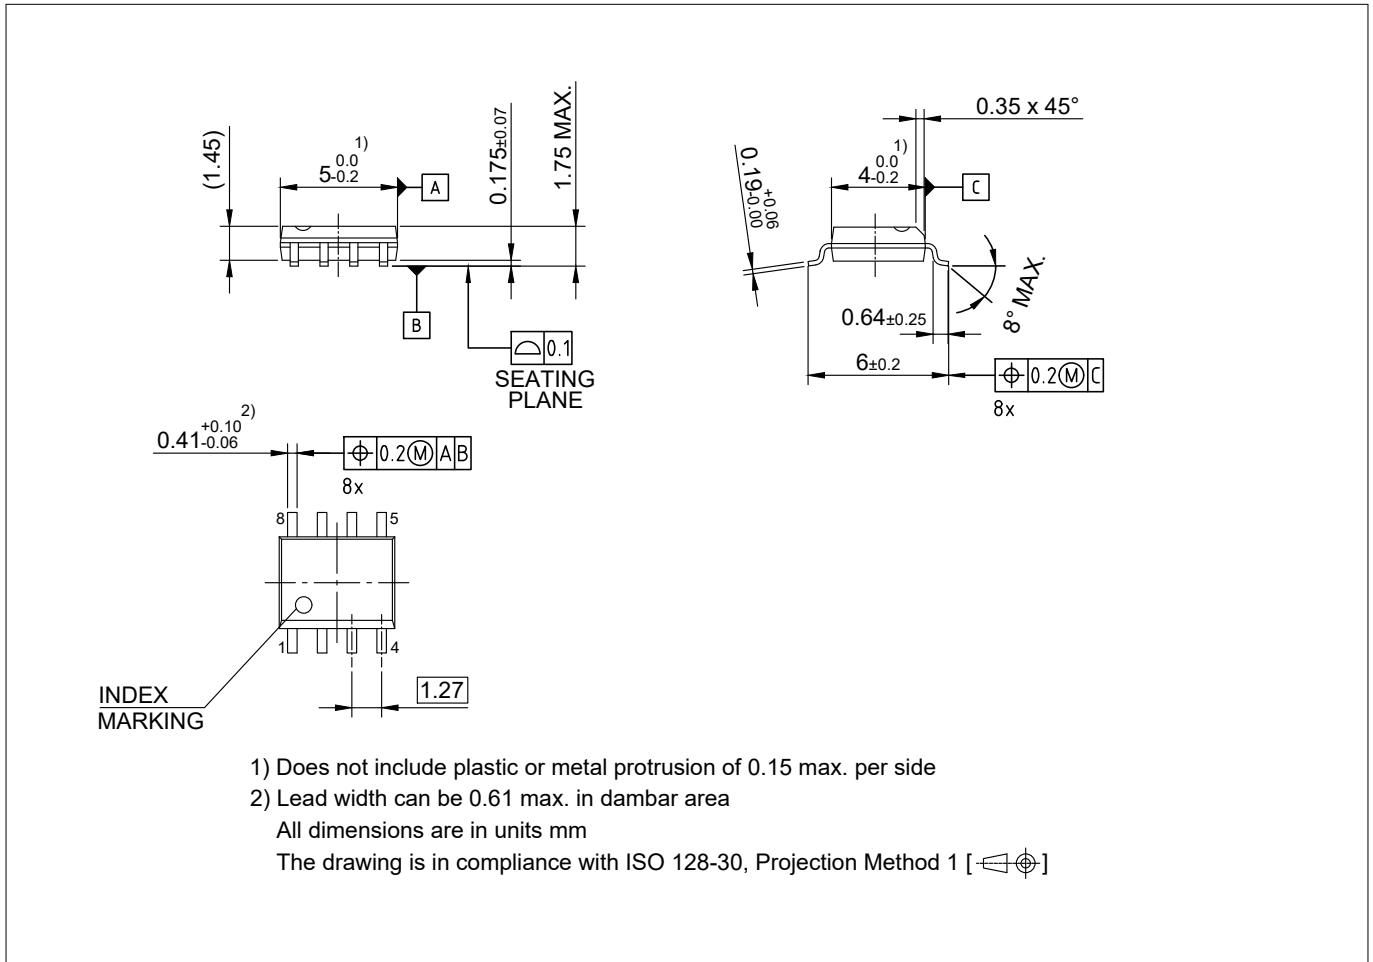 (1.45)
5 0.0 -0.2 1)
A
0.175±0.07
1.75 MAX.
B
0.1
SEATING
PLANE
0.35 x 45°
0.19 +0.06 -0.00
4 0.0 -0.2 1)
C
0.64±0.25
8° MAX.
6±0.2
0.2 M C
8x
0.41 +0.10 -0.06 2)
0.2 M A B
8x
8 5
1 4
INDEX
MARKING
1.27
1) Does not include plastic or metal protrusion of 0.15 max. per side
2) Lead width can be 0.61 max. in dambar area
All dimensions are in units mm
The drawing is in compliance with ISO 128-30, Projection Method 1 [ ]